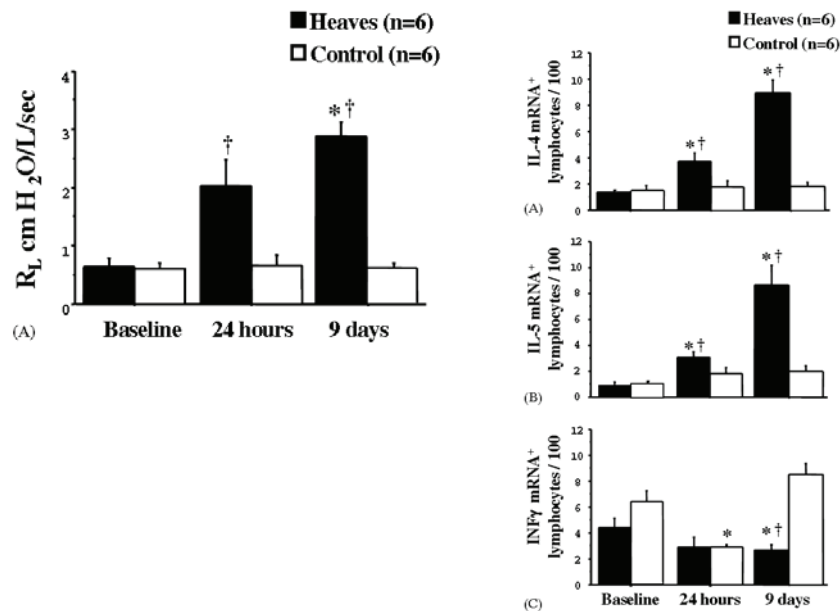 Heaves (n=6)
Control (n=6)
4
3
2
1
0
R_L cm H_2O/L/sec
†
*†
(A)
Baseline 24 hours 9 days
Heaves (n=6)
Control (n=6)
12
10
8
6
4
2
0
IL-4 mRNA⁺
lymphocytes / 100
*†
*†
(A)
12
10
8
6
4
2
0
IL-5 mRNA⁺
lymphocytes / 100
*†
*†
(B)
12
10
8
6
4
2
0
INFγ mRNA⁺
lymphocytes / 100
*
*†
(C)
Baseline 24 hours 9 days